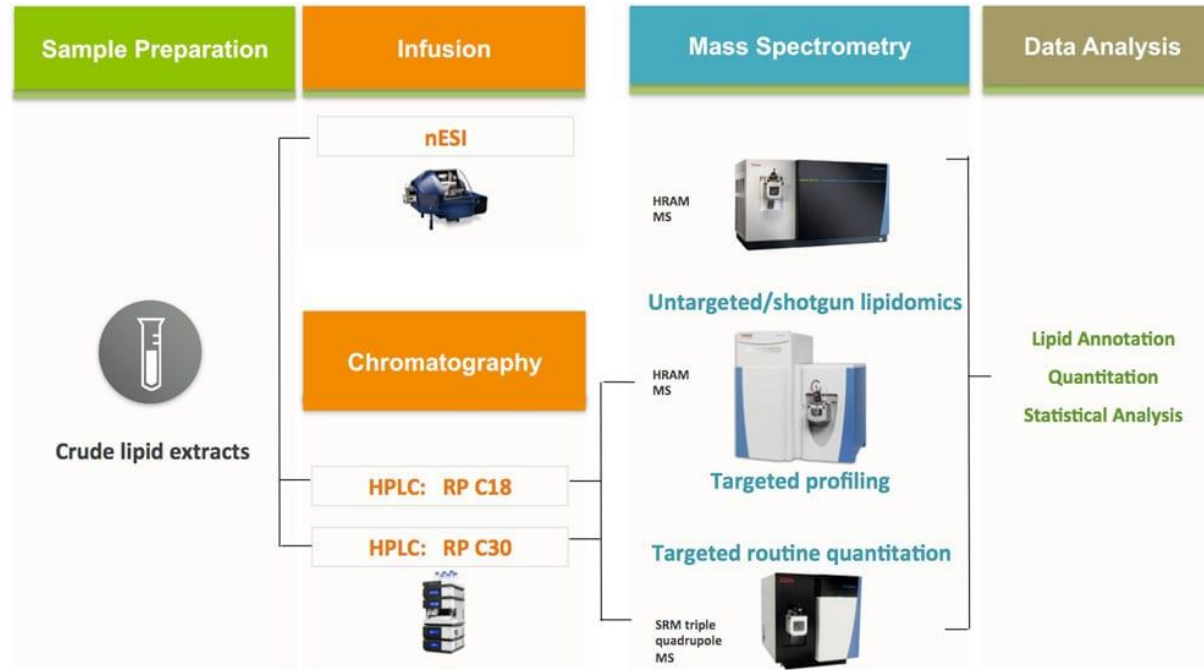 Sample Preparation
Infusion
Mass Spectrometry
Data Analysis
nESI
HRAM
MS
Untargeted/shotgun lipidomics
Chromatography
HRAM
MS
Lipid Annotation
Quantitation
Statistical Analysis
Crude lipid extracts
HPLC: RP C18
Targeted profiling
HPLC: RP C30
Targeted routine quantitation
SRM triple
quadrupole
MS